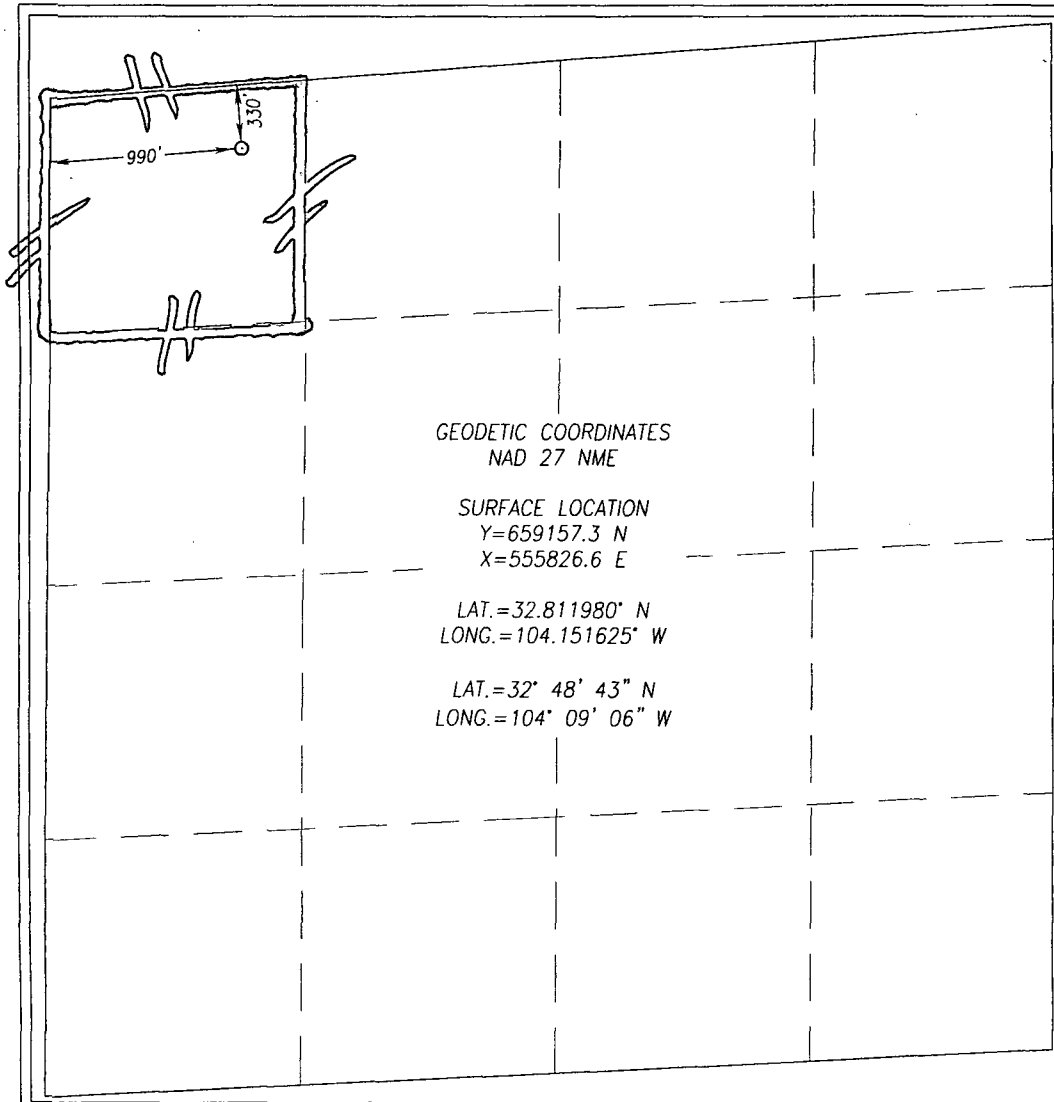 330'
990'
GEODETIC COORDINATES
NAD 27 NME
SURFACE LOCATION
Y=659157.3 N
X=555826.6 E
LAT.=32.811980° N
LONG.=104.151625° W
LAT.=32° 48' 43" N
LONG.=104° 09' 06" W